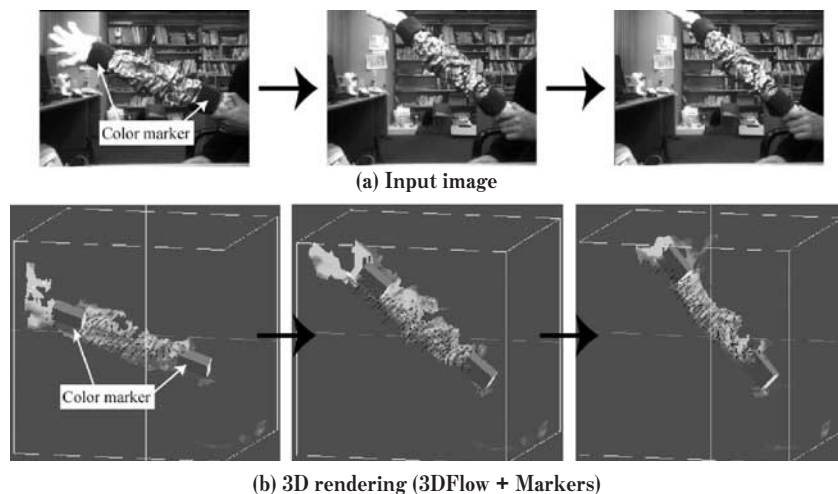 Color marker
(a) Input image
Color marker
(b) 3D rendering (3DFlow + Markers)